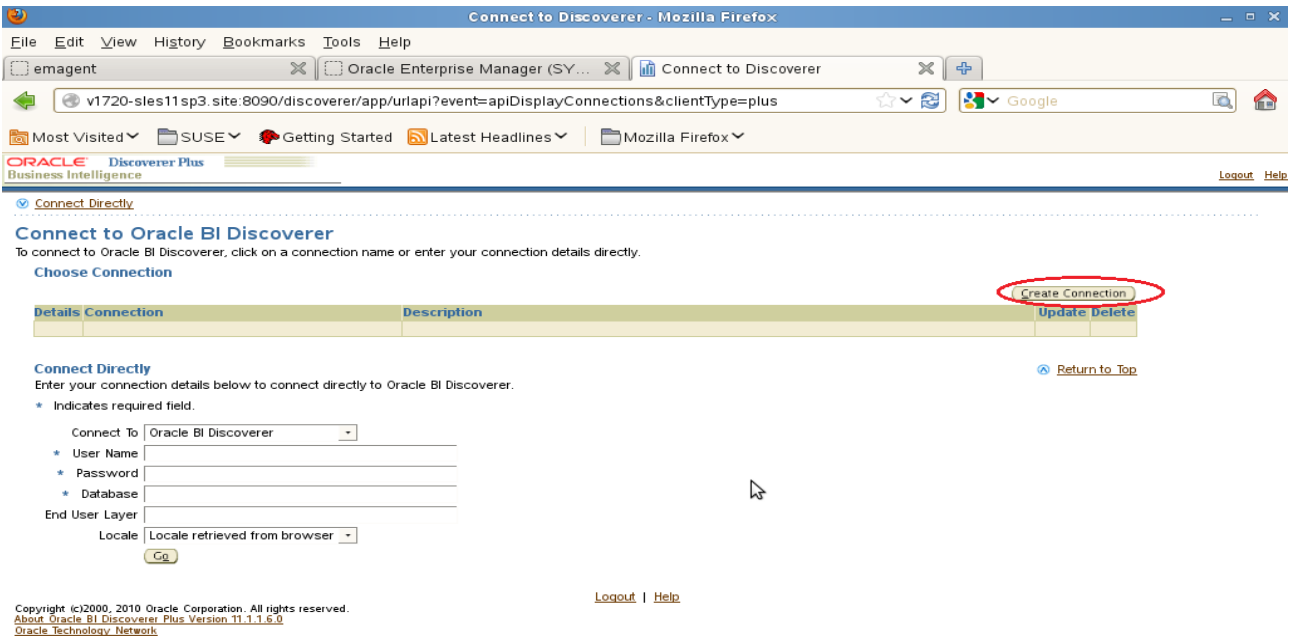 Connect to Discoverer - Mozilla Firefox
File Edit View History Bookmarks Tools Help
emagent Oracle Enterprise Manager (SY... Connect to Discoverer
v1720-sles11sp3.site:8090/discoverer/app/urlapi?event=apiDisplayConnections&clientType=plus Google
Most Visited SUSE Getting Started Latest Headlines Mozilla Firefox
ORACLE Discoverer Plus
Business Intelligence Logout Help
Connect Directly
Connect to Oracle BI Discoverer
To connect to Oracle BI Discoverer, click on a connection name or enter your connection details directly.
Choose Connection
Create Connection
Details Connection Description Update Delete
Connect Directly Return to Top
Enter your connection details below to connect directly to Oracle BI Discoverer.
* Indicates required field.
Connect To Oracle BI Discoverer
* User Name
* Password
* Database
End User Layer
Locale Locale retrieved from browser
Go
Logout | Help
Copyright (c)2000, 2010 Oracle Corporation. All rights reserved.
About Oracle BI Discoverer Plus Version 11.1.1.6.0
Oracle Technology Network